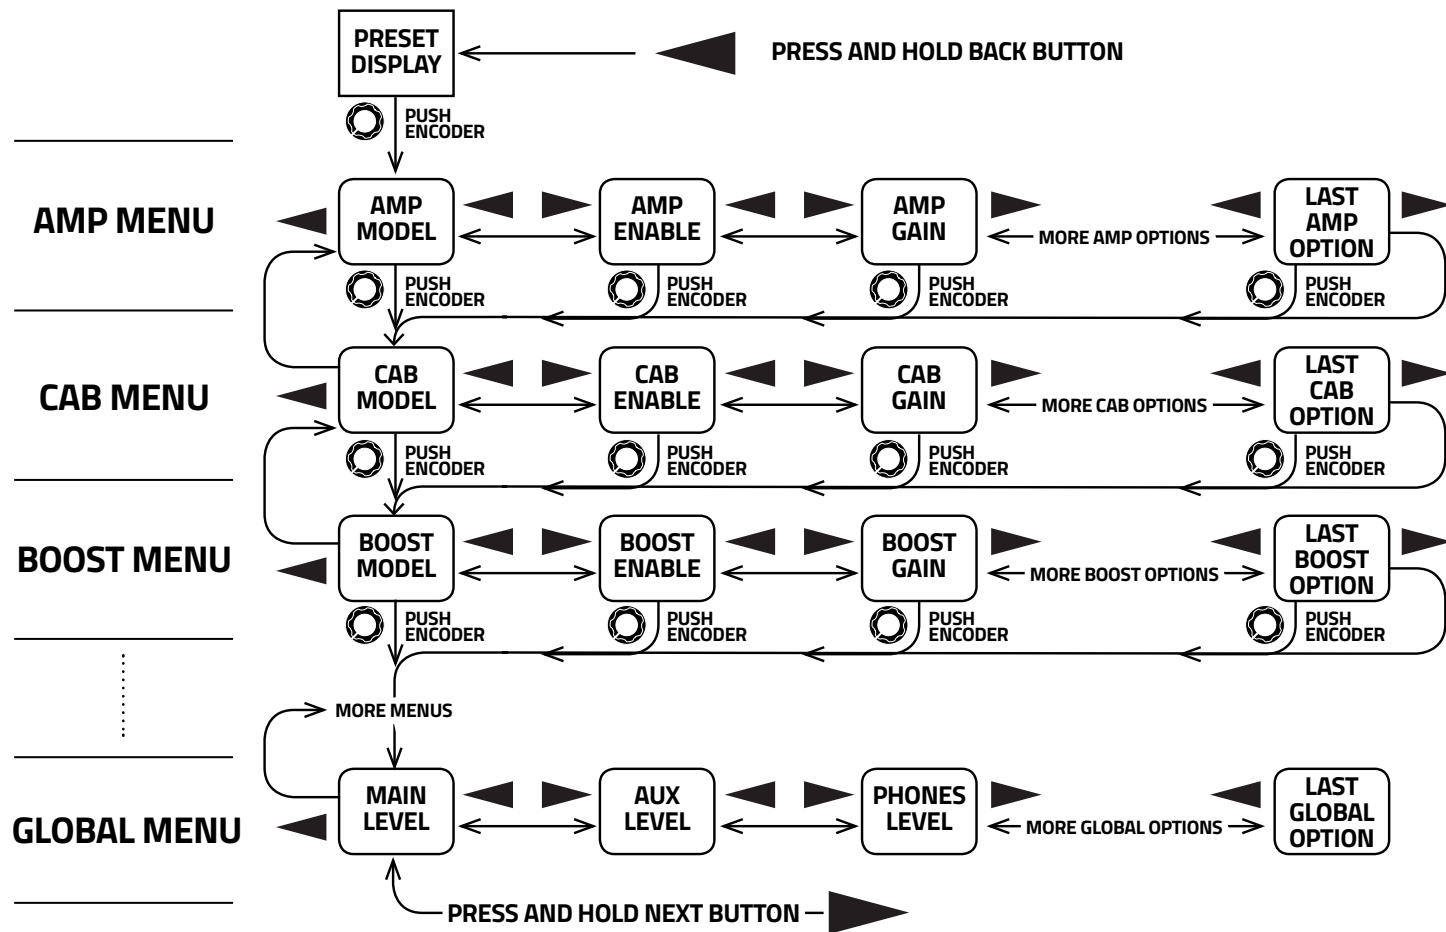 PRESET
DISPLAY
PRESS AND HOLD BACK BUTTON
PUSH
ENCODER
AMP MENU
AMP
MODEL
AMP
ENABLE
AMP
GAIN
MORE AMP OPTIONS
LAST
AMP
OPTION
PUSH
ENCODER
PUSH
ENCODER
PUSH
ENCODER
PUSH
ENCODER
CAB MENU
CAB
MODEL
CAB
ENABLE
CAB
GAIN
MORE CAB OPTIONS
LAST
CAB
OPTION
PUSH
ENCODER
PUSH
ENCODER
PUSH
ENCODER
PUSH
ENCODER
BOOST MENU
BOOST
MODEL
BOOST
ENABLE
BOOST
GAIN
MORE BOOST OPTIONS
LAST
BOOST
OPTION
PUSH
ENCODER
PUSH
ENCODER
PUSH
ENCODER
PUSH
ENCODER
MORE MENUS
GLOBAL MENU
MAIN
LEVEL
AUX
LEVEL
PHONES
LEVEL
MORE GLOBAL OPTIONS
LAST
GLOBAL
OPTION
PRESS AND HOLD NEXT BUTTON